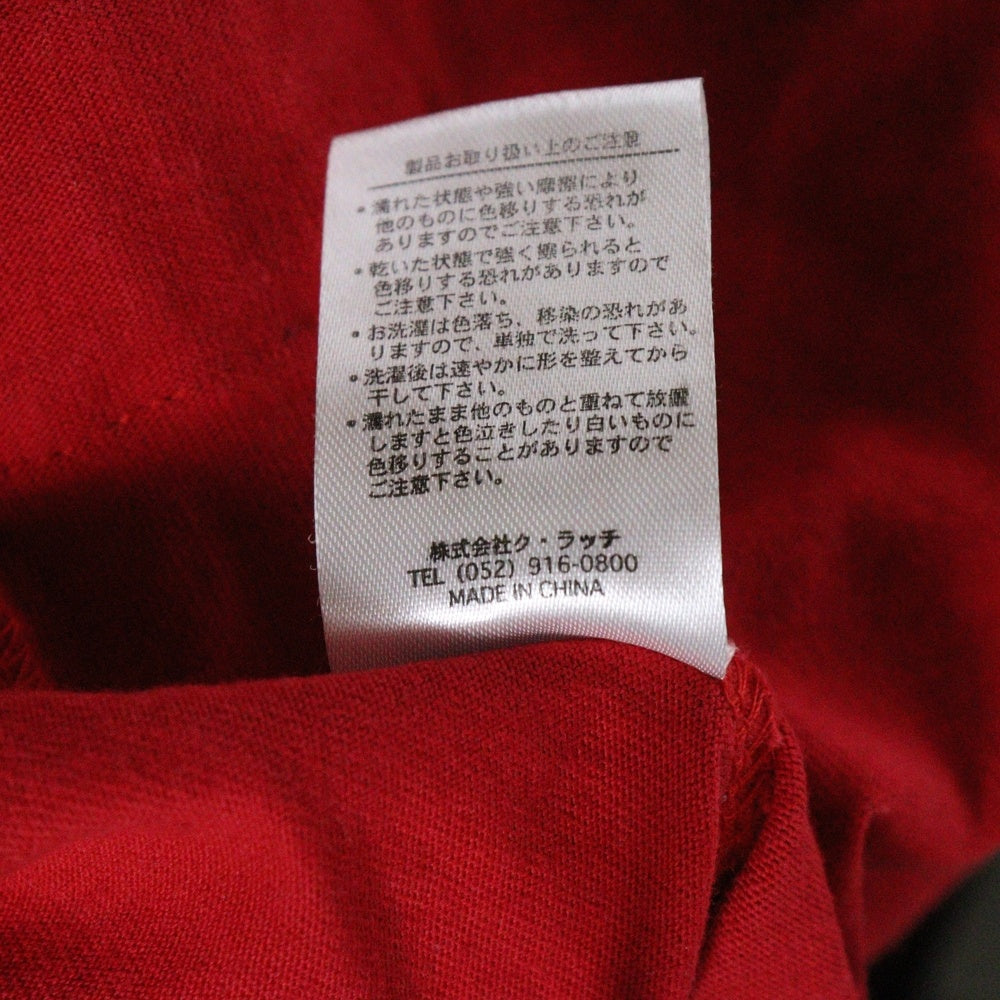 製品お取り扱い上のご注意
・濡れた状態や強い摩擦により
他のものに色移りする恐れが
ありますのでご注意下さい。
・乾いた状態で強く擦られると
色移りする恐れがありますので
ご注意下さい。
・お洗濯は色落ち、移染の恐れがあ
りますので、単独で洗って下さい。
・洗濯後は速やかに形を整えてから
干して下さい。
・濡れたまま他のものと重ねて放置
しますと色泣きしたり白いものに
色移りすることがありますので
ご注意下さい。
株式会社ク・ラッチ
TEL (052) 916-0800
MADE IN CHINA